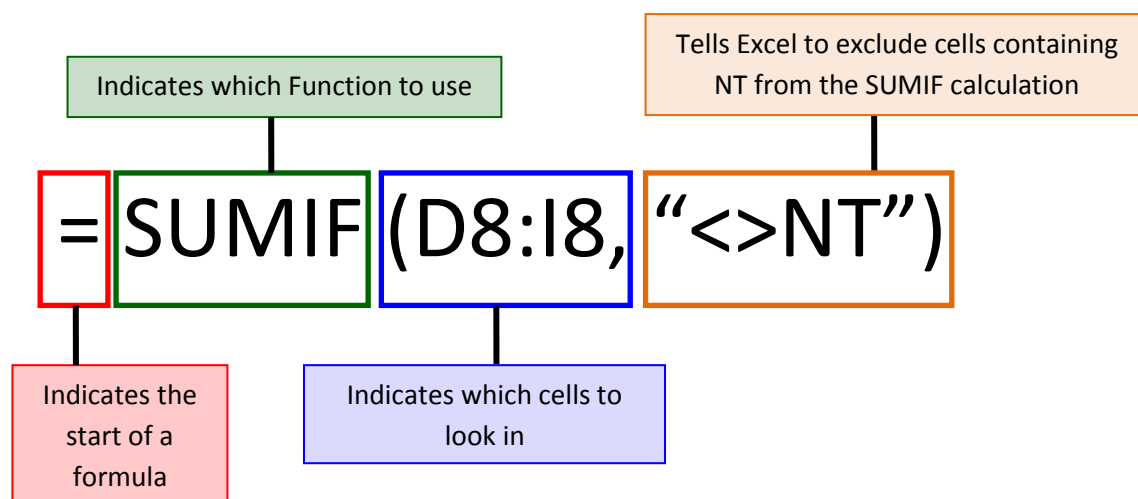 Tells Excel to exclude cells containing
NT from the SUMIF calculation
Indicates which Function to use
=SUMIF(D8:I8, “<>NT”)
Indicates the
start of a
formula
Indicates which cells to
look in